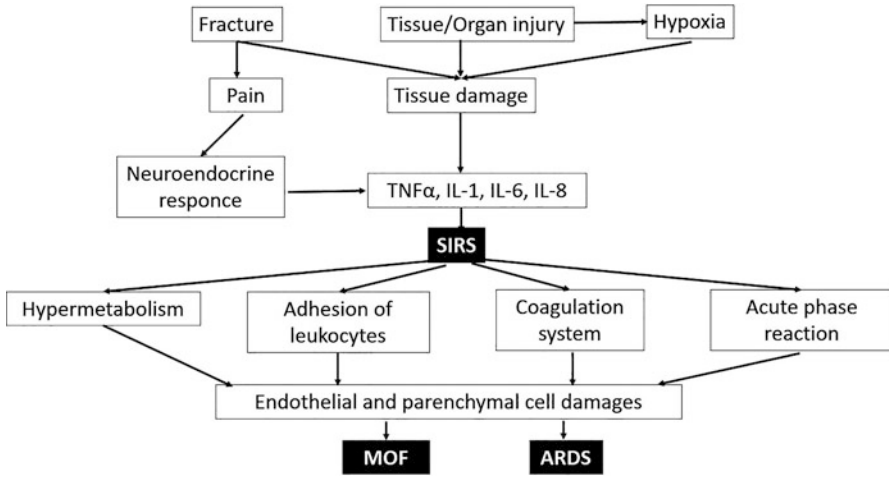 Fracture
Tissue/Organ injury
Hypoxia
Pain
Tissue damage
Neuroendocrine
responce
TNFα, IL-1, IL-6, IL-8
SIRS
Hypermetabolism
Adhesion of
leukocytes
Coagulation
system
Acute phase
reaction
Endothelial and parenchymal cell damages
MOF
ARDS